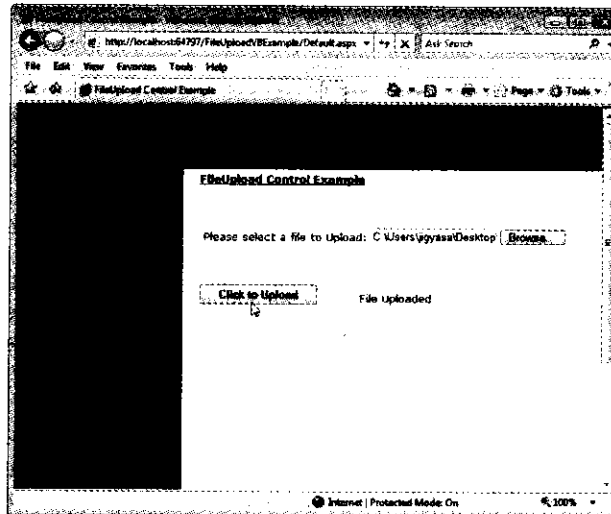 http://localhost:64797/FileUploadVBExample/Default.aspx
Ask Search
File Edit View Favorites Tools Help
FileUpload Control Example
Page Tools
FileUpload Control Example
Please select a file to Upload: C:\Users\jigyasa\Desktop Browse...
Click to Upload
File Uploaded
Internet | Protected Mode: On 100%